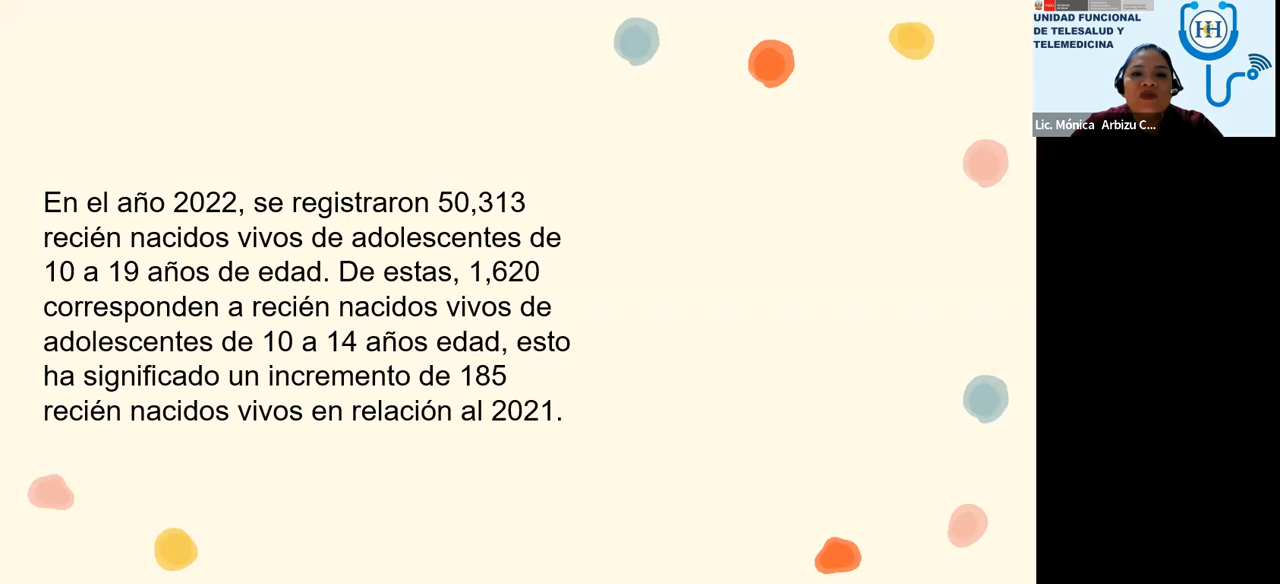 En el año 2022, se registraron 50,313
recién nacidos vivos de adolescentes de
10 a 19 años de edad. De estas, 1,620
corresponden a recién nacidos vivos de
adolescentes de 10 a 14 años edad, esto
ha significado un incremento de 185
recién nacidos vivos en relación al 2021.
UNIDAD FUNCIONAL
DE TELESALUD Y
TELEMEDICINA
HH
Lic. Mónica Arbizu C...